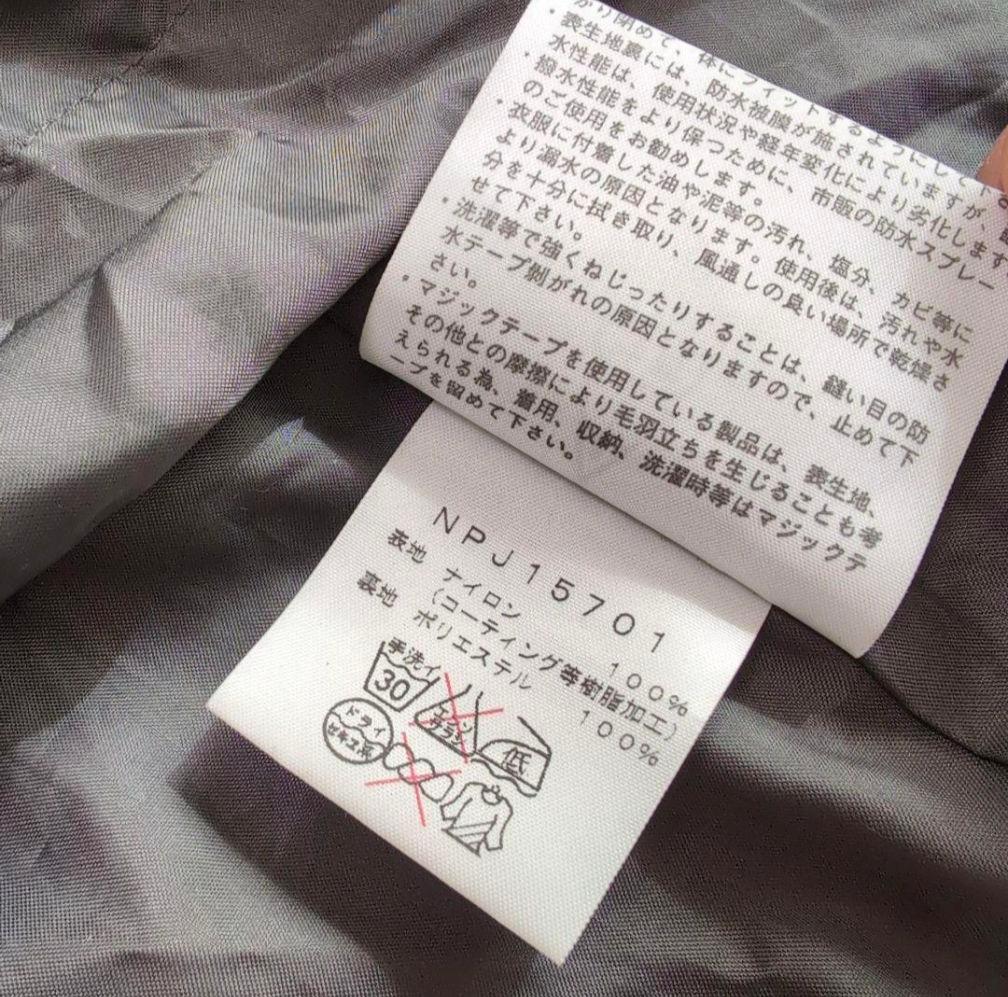 かり閉めて、体にフィットするようにして下さ
・表生地裏には、防水被膜が施されていますが、
水性能は、使用状況や経年変化により劣化します
・撥水性能をより保つために、市販の防水スプレー
のご使用をお勧めします。
・衣服に付着した油や泥等の汚れ、塩分、カビ等に
より漏水の原因となります。使用後は、汚れや水
分を十分に拭き取り、風通しの良い場所で乾燥さ
せて下さい。
・洗濯等で強くねじったりすることは、縫い目の防
水テープ剝がれの原因となりますので、止めて下
さい。
・マジックテープを使用している製品は、表生地、
その他との摩擦により毛羽立ちを生じることも考
えられる為、着用、収納、洗濯時等はマジックテ
ープを留めて下さい。
NPJ15701
表地 ナイロン 100%
(コーティング等樹脂加工)
裏地 ポリエステル 100%
手洗イ
30
エンソ
サラシ
低
ドライ
セキユ系